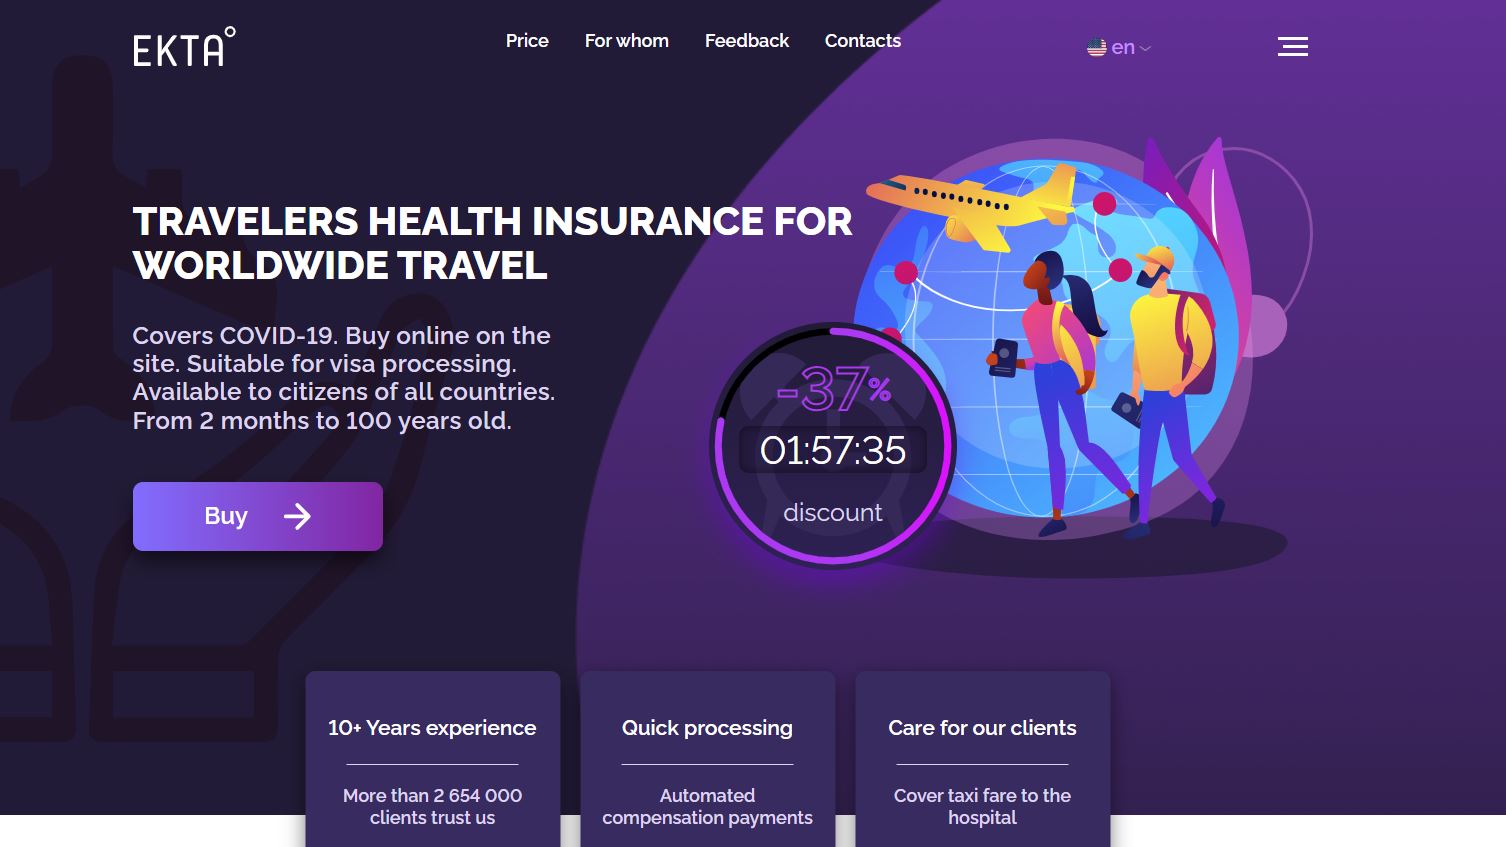 EKTA°
Price
For whom
Feedback
Contacts
en
TRAVELERS HEALTH INSURANCE FOR
WORLDWIDE TRAVEL
Covers COVID-19. Buy online on the
site. Suitable for visa processing.
Available to citizens of all countries.
From 2 months to 100 years old.
Buy
-37%
01:57:35
discount
10+ Years experience
More than 2 654 000
clients trust us
Quick processing
Automated
compensation payments
Care for our clients
Cover taxi fare to the
hospital